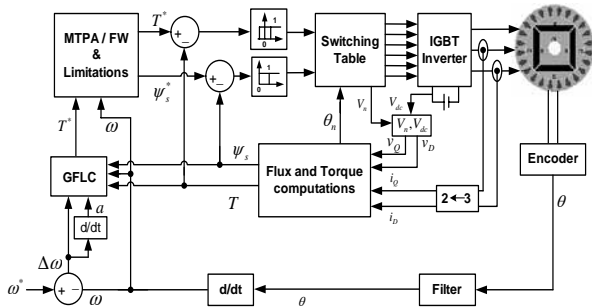 MTPA / FW
&
Limitations
T*
ψs*
+
-
+
-
1
0
1
0
Switching
Table
IGBT
Inverter
Vn
Vdc
Vn,Vdc
vQ
vD
θn
T*
ω
ψs
GFLC
Flux and Torque
computations
T
iQ
iD
2←3
Encoder
θ
a
d/dt
Δω
ω*
+
-
ω
d/dt
θ
Filter